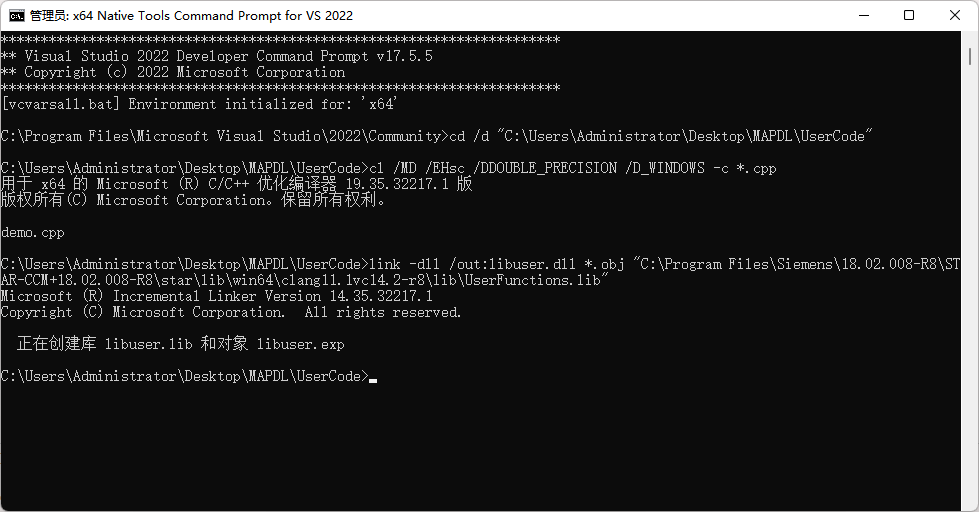 管理员: x64 Native Tools Command Prompt for VS 2022
**********************************************************************
** Visual Studio 2022 Developer Command Prompt v17.5.5
** Copyright (c) 2022 Microsoft Corporation
**********************************************************************
[vcvarsall.bat] Environment initialized for: 'x64'
C:\Program Files\Microsoft Visual Studio\2022\Community>cd /d "C:\Users\Administrator\Desktop\MAPDL\UserCode"
C:\Users\Administrator\Desktop\MAPDL\UserCode>cl /MD /EHsc /DDOUBLE_PRECISION /D_WINDOWS -c *.cpp
用于 x64 的 Microsoft (R) C/C++ 优化编译器 19.35.32217.1 版
版权所有(C) Microsoft Corporation。保留所有权利。
demo.cpp
C:\Users\Administrator\Desktop\MAPDL\UserCode>link -dll /out:libuser.dll *.obj "C:\Program Files\Siemens\18.02.008-R8\ST
AR-CCM+18.02.008-R8\star\lib\win64\clang11.1vc14.2-r8\lib\UserFunctions.lib"
Microsoft (R) Incremental Linker Version 14.35.32217.1
Copyright (C) Microsoft Corporation.  All rights reserved.
正在创建库 libuser.lib 和对象 libuser.exp
C:\Users\Administrator\Desktop\MAPDL\UserCode>